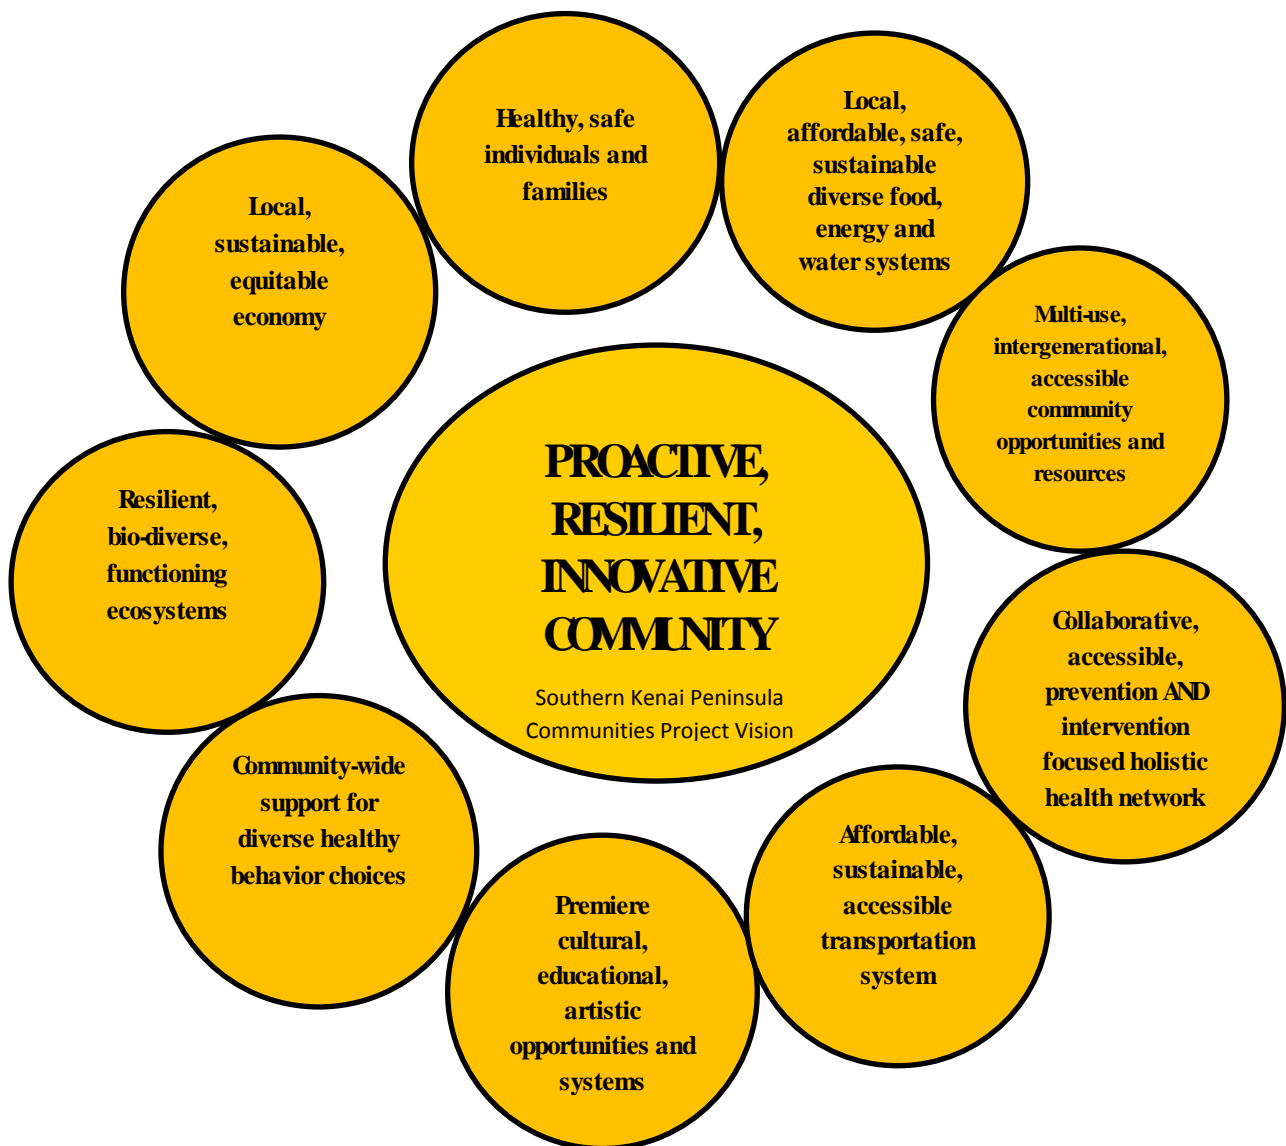 Healthy, safe
individuals and
families
Local,
affordable, safe,
sustainable
diverse food,
energy and
water systems
Multi-use,
intergenerational,
accessible
community
opportunities and
resources
Collaborative,
accessible,
prevention AND
intervention
focused holistic
health network
Affordable,
sustainable,
accessible
transportation
system
Premiere
cultural,
educational,
artistic
opportunities and
systems
Community-wide
support for
diverse healthy
behavior choices
Resilient,
bio-diverse,
functioning
ecosystems
Local,
sustainable,
equitable
economy
PROACTIVE,
RESILIENT,
INNOVATIVE
COMMUNITY
Southern Kenai Peninsula
Communities Project Vision